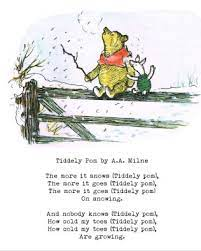 Tiddely Pom by A.A. Milne
The more it snows (Tiddely pom),
The more it goes (Tiddely pom),
The more it goes (Tiddely pom)
On snowing.
And nobody knows (Tiddely pom),
How cold my toes (Tiddely pom),
How cold my toes (Tiddely pom),
Are growing.